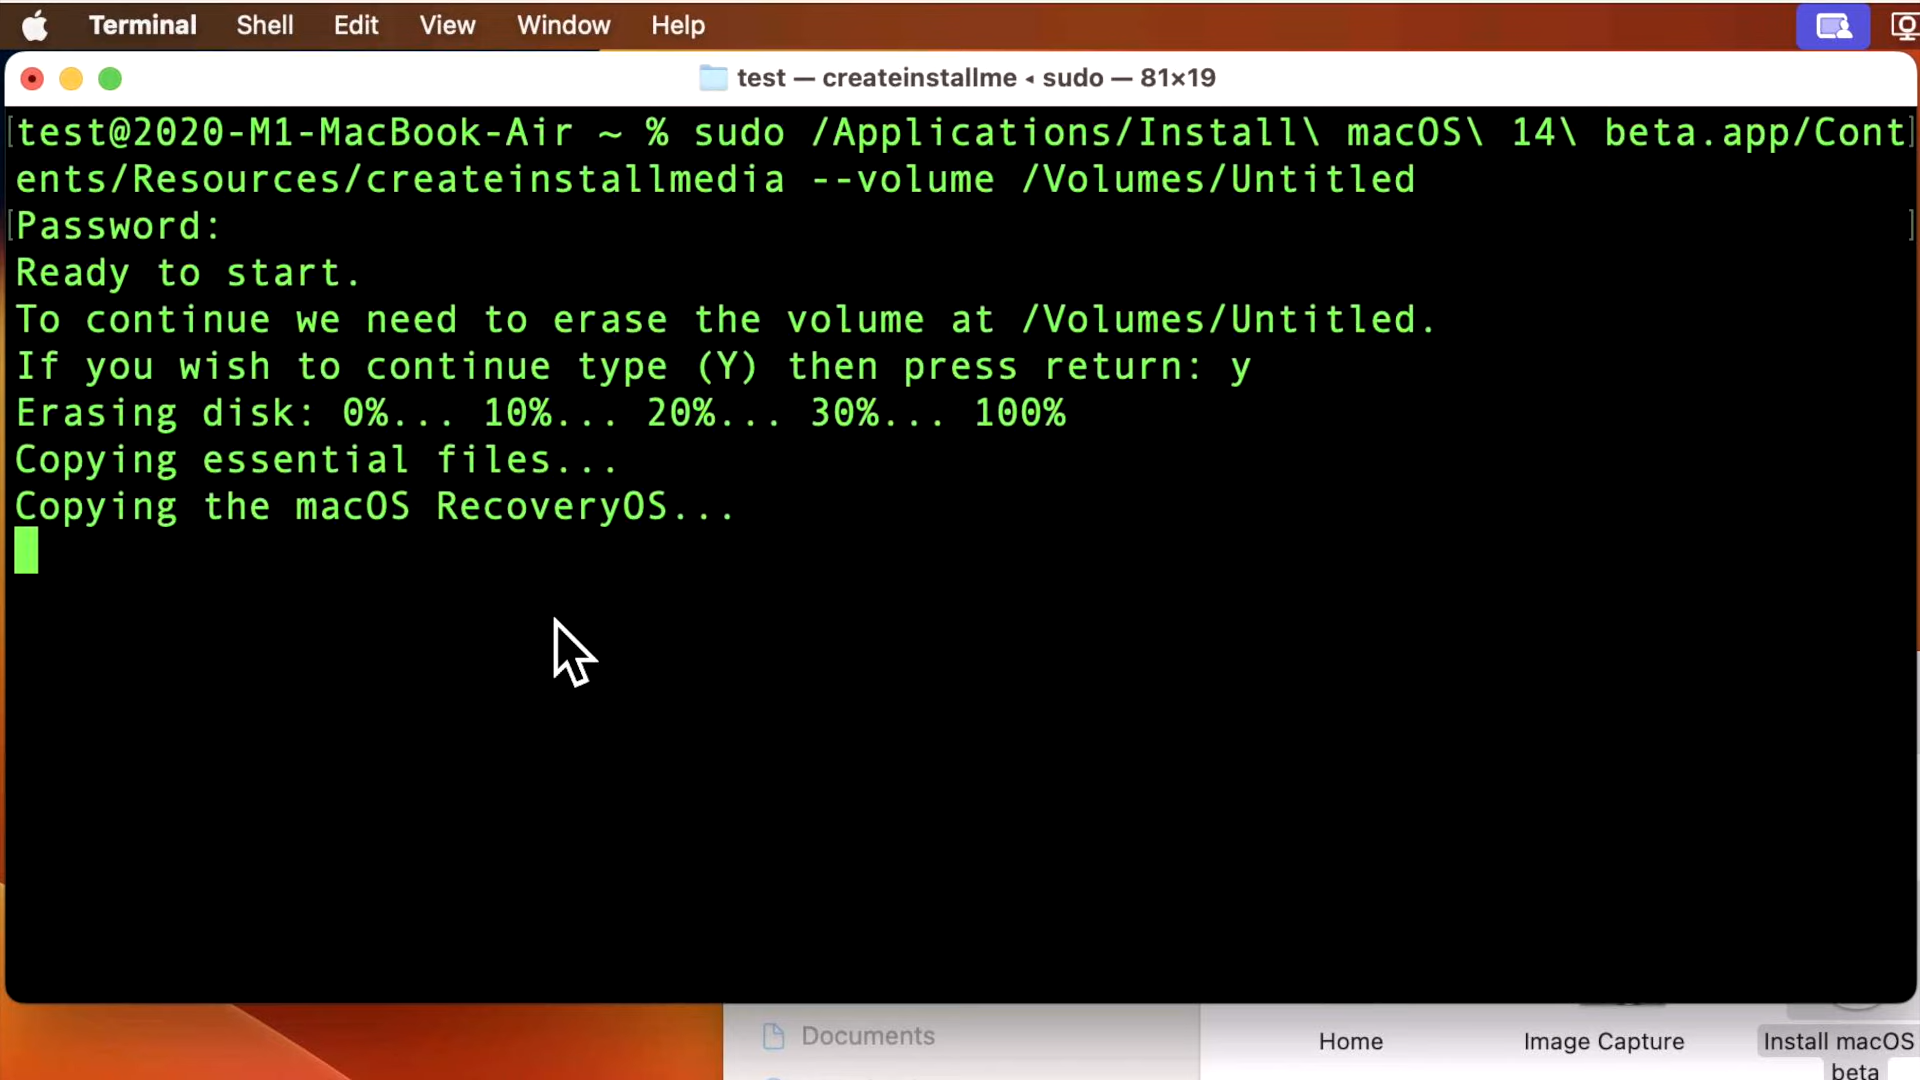 Terminal Shell Edit View Window Help
test — createinstallme ◂ sudo — 81×19
[test@2020-M1-MacBook-Air ~ % sudo /Applications/Install\ macOS\ 14\ beta.app/Cont]
ents/Resources/createinstallmedia --volume /Volumes/Untitled
[Password: ]
Ready to start.
To continue we need to erase the volume at /Volumes/Untitled.
If you wish to continue type (Y) then press return: y
Erasing disk: 0%... 10%... 20%... 30%... 100%
Copying essential files...
Copying the macOS RecoveryOS...
Documents
Home
Image Capture
Install macOS
beta